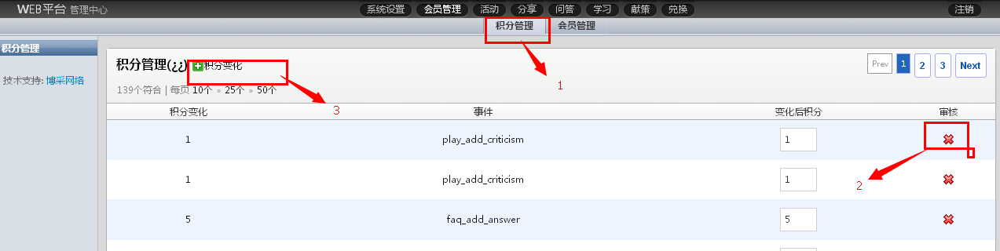 WEB平台 管理中心 系统设置 会员管理 活动 分享 问答 学习 献策 兑换 注销
积分管理 会员管理
积分管理
技术支持: 博采网络
积分管理(¿¿) 积分变化
139个符合 | 每页 10个 » 25个 » 50个
Prev 1 2 3 Next
1
3
积分变化 事件 变化后积分 审核
1 play_add_criticism 1
2
1 play_add_criticism 1
5 faq_add_answer 5